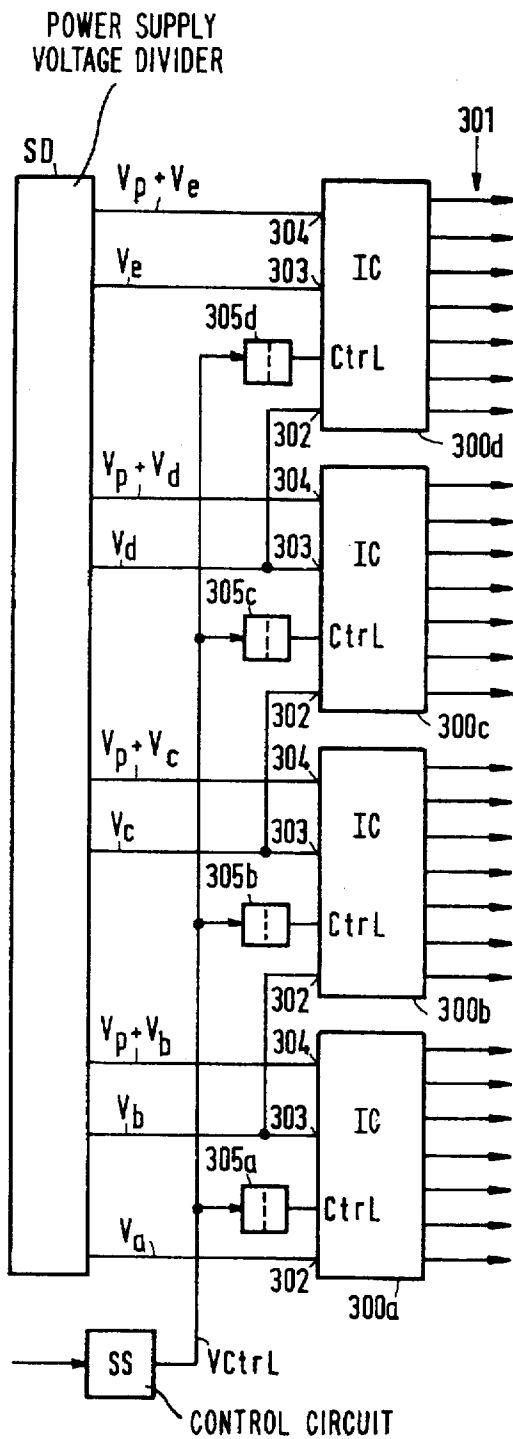 POWER SUPPLY
VOLTAGE DIVIDER
SD
Vp + Ve
301
304
Ve
303
IC
305d
CtrL
302
300d
Vp + Vd
304
Vd
303
IC
305c
CtrL
302
300c
Vp + Vc
304
Vc
303
IC
305b
CtrL
302
300b
Vp + Vb
304
Vb
303
IC
305a
CtrL
Va
302
300a
SS
VCtrL
CONTROL CIRCUIT